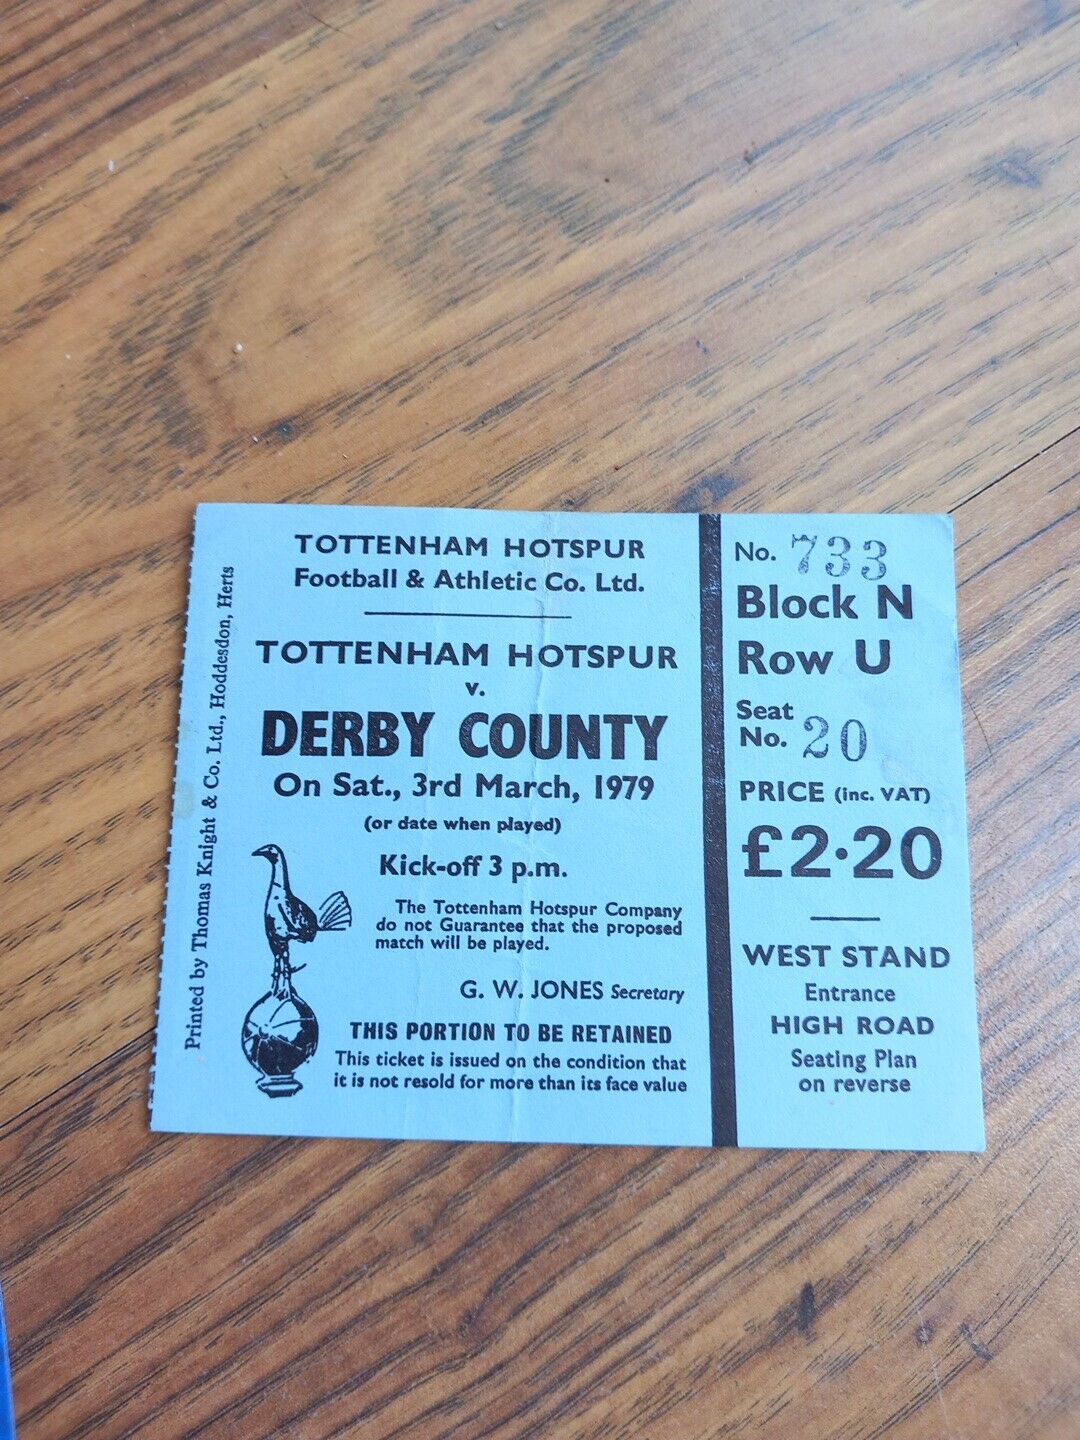 TOTTENHAM HOTSPUR
Football & Athletic Co. Ltd.
TOTTENHAM HOTSPUR
v.
DERBY COUNTY
On Sat., 3rd March, 1979
(or date when played)
Kick-off 3 p.m.
The Tottenham Hotspur Company
do not Guarantee that the proposed
match will be played.
G. W. JONES Secretary
THIS PORTION TO BE RETAINED
This ticket is issued on the condition that
it is not resold for more than its face value
Printed by Thomas Knight & Co. Ltd., Hoddesdon, Herts
No. 733
Block N
Row U
Seat
No. 20
PRICE (inc. VAT)
£2·20
WEST STAND
Entrance
HIGH ROAD
Seating Plan
on reverse